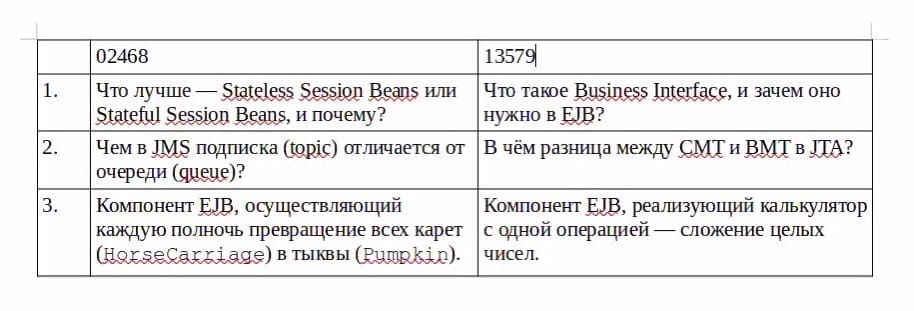 02468
13579
1.
Что лучше — Stateless Session Beans или
Stateful Session Beans, и почему?
Что такое Business Interface, и зачем оно
нужно в EJB?
2.
Чем в JMS подписка (topic) отличается от
очереди (queue)?
В чём разница между CMT и BMT в JTA?
3.
Компонент EJB, осуществляющий
каждую полночь превращение всех карет
(HorseCarriage) в тыквы (Pumpkin).
Компонент EJB, реализующий калькулятор
с одной операцией — сложение целых
чисел.